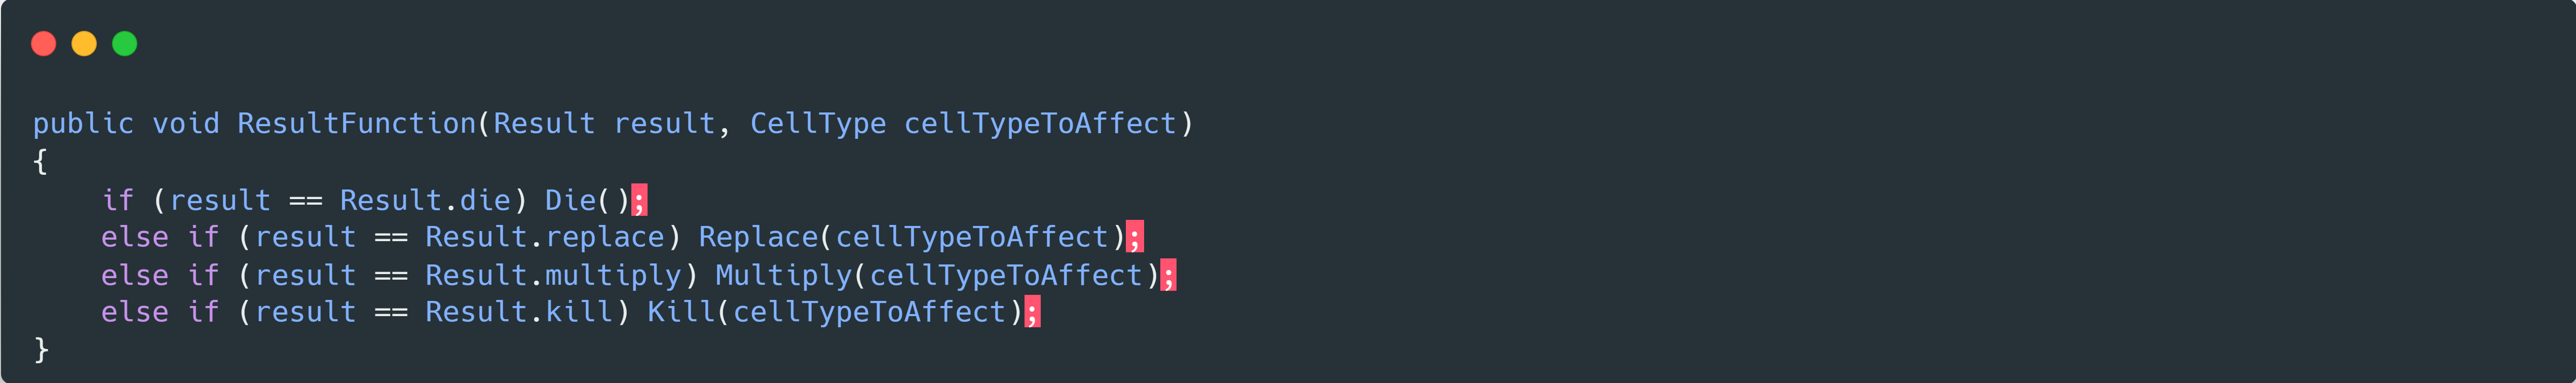 public void ResultFunction(Result result, CellType cellTypeToAffect)
{
    if (result == Result.die) Die();
    else if (result == Result.replace) Replace(cellTypeToAffect);
    else if (result == Result.multiply) Multiply(cellTypeToAffect);
    else if (result == Result.kill) Kill(cellTypeToAffect);
}